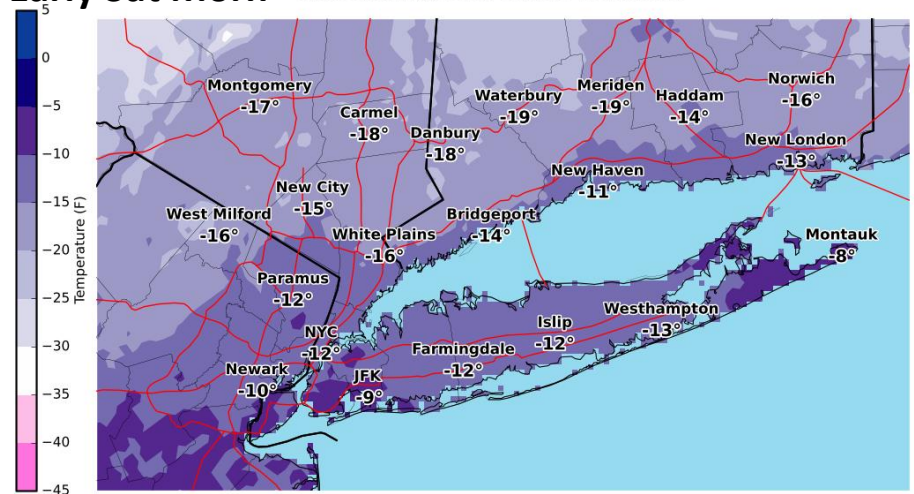 5
0
−5
−10
−15
−20
−25
−30
−35
−40
−45
Temperature (F)
Montgomery
-17°
Carmel
-18°
Danbury
-18°
Waterbury
-19°
Meriden
-19°
Haddam
-14°
Norwich
-16°
New London
-13°
New Haven
-11°
New City
-15°
West Milford
-16°
White Plains
-16°
Bridgeport
-14°
Montauk
-8°
Paramus
-12°
NYC
-12°
Westhampton
-13°
Islip
-12°
Farmingdale
-12°
Newark
-10°
JFK
-9°